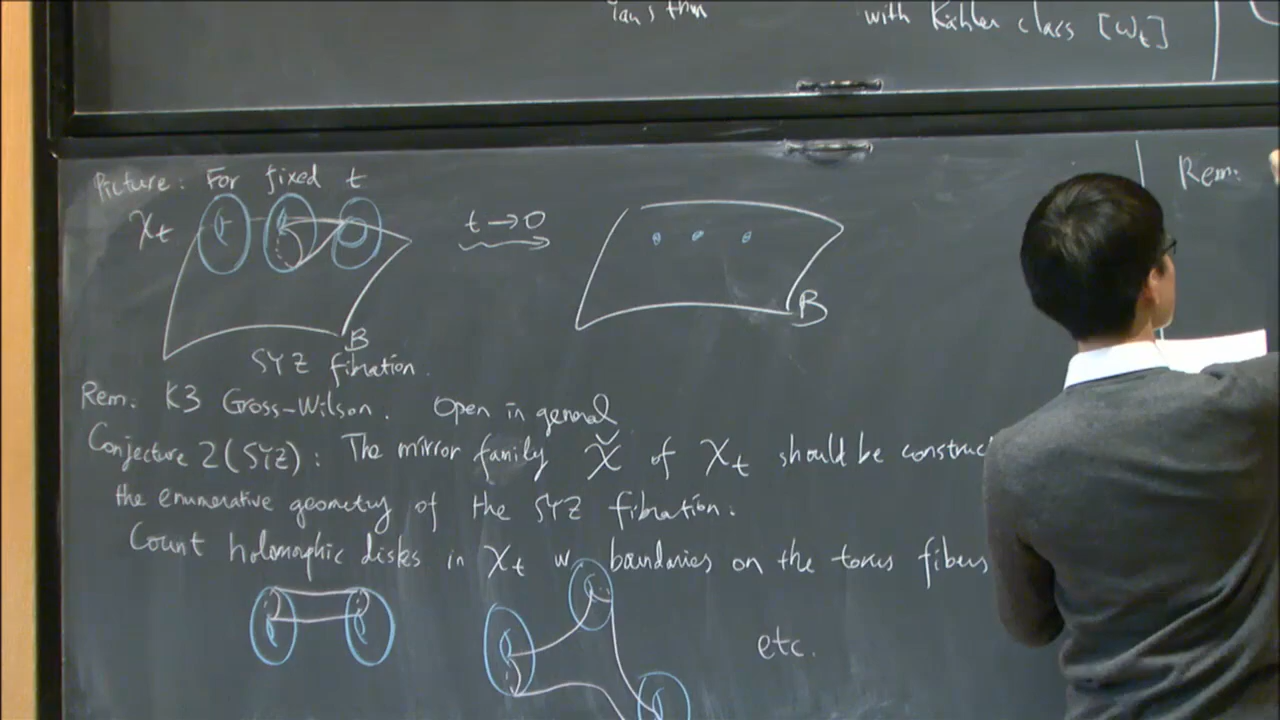 with Kähler class [ωₜ]
Picture: For fixed t
Xₜ
t → 0
B
B
SYZ fibration.
Rem. K3 Gross-Wilson. Open in general
Conjecture 2 (SYZ): The mirror family X̌ of Xₜ should be construc
the enumerative geometry of the SYZ fibration.
Count holomorphic disks in Xₜ w boundaries on the torus fibers
etc.
Rem: